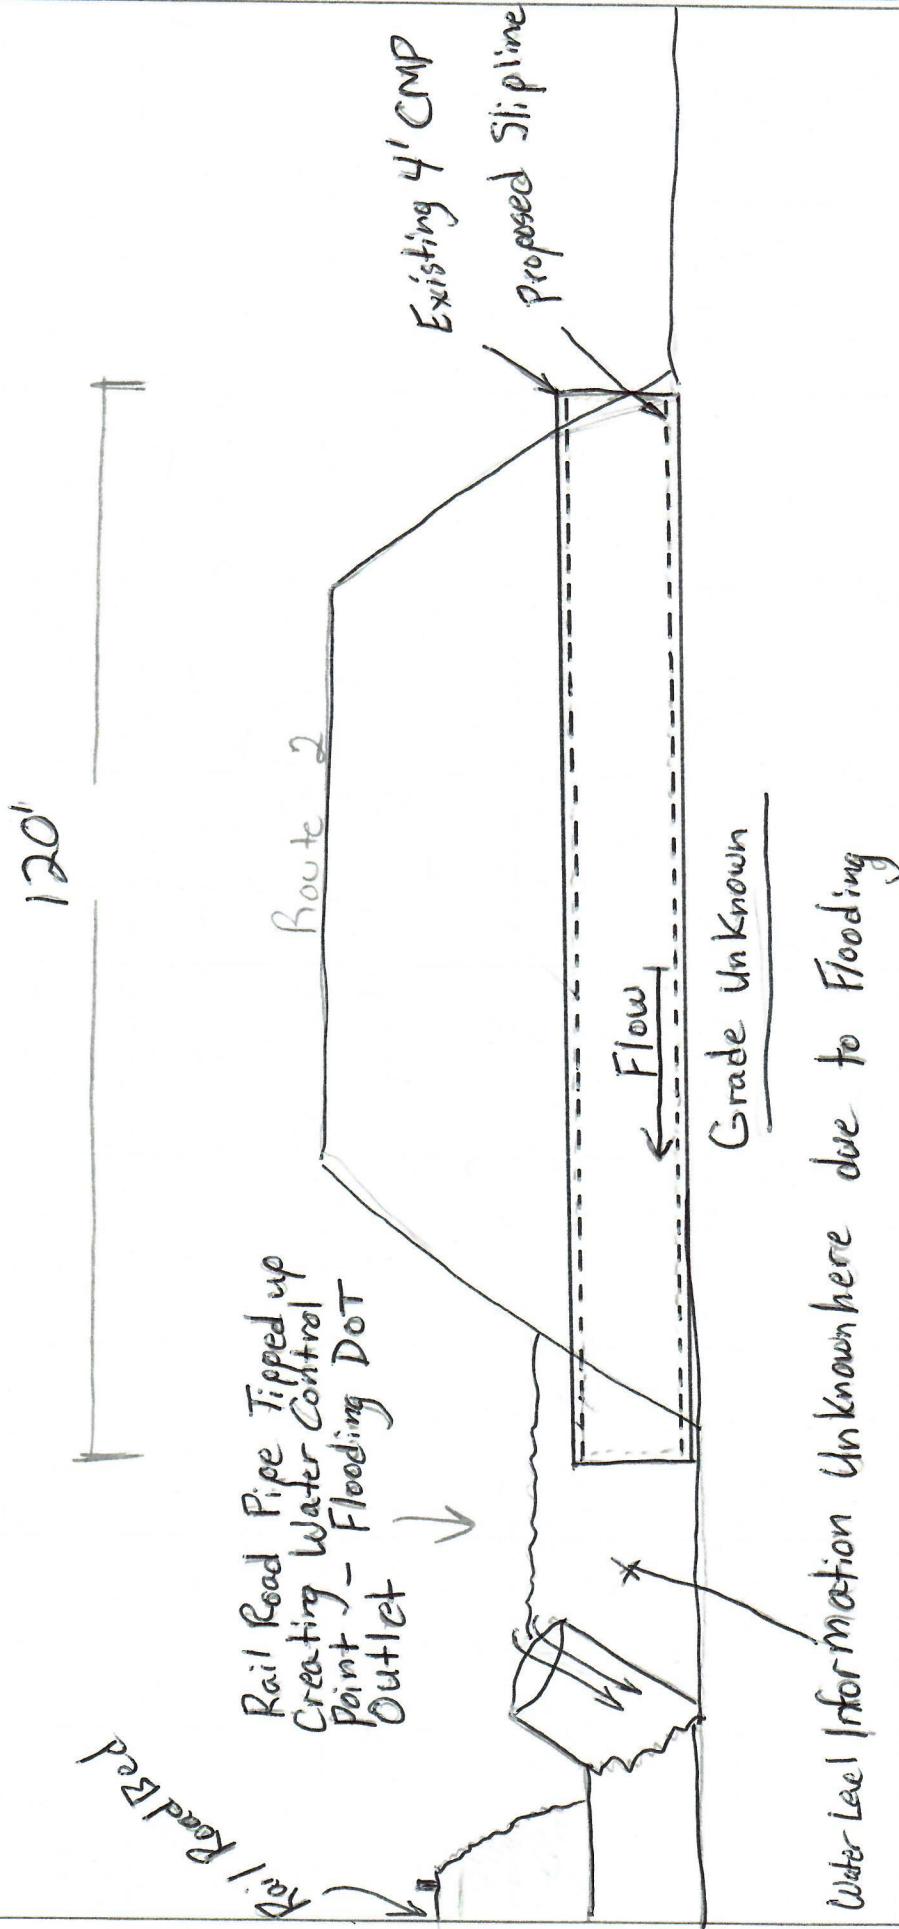 120'
Route 2
Existing 4' CMP
Proposed Slipline
Rail Road Pipe Tipped up
Creating Water Control
Point - Flooding DOT
Outlet
Rail Road Bed
Flow
Grade Unknown
Water Lael Information Unknown here due to Flooding